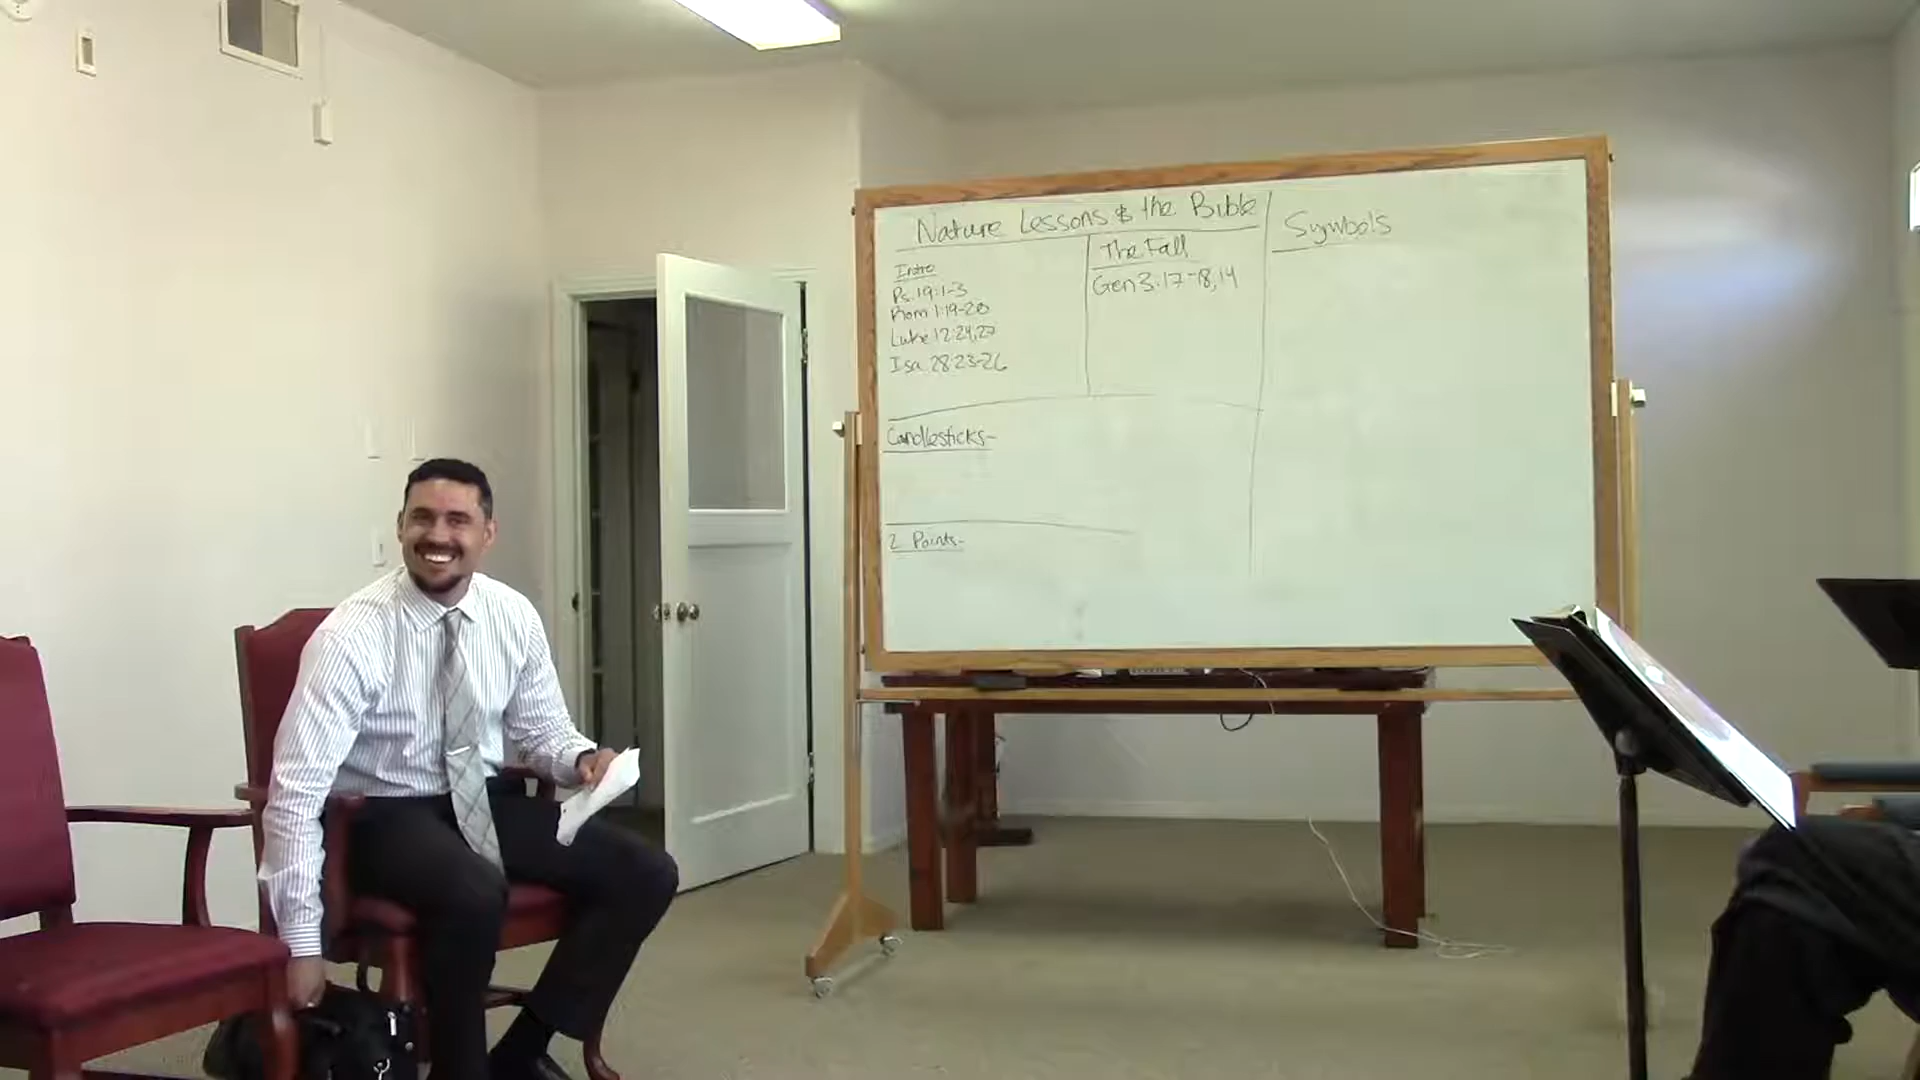 Nature Lessons & the Bible
Intro
Ps. 19:1-3
Rom 1:19-20
Luke 12:24,27
Isa. 28:23-26
The Fall
Gen 3:17-18,14
Candlesticks-
2 Points-
Symbols